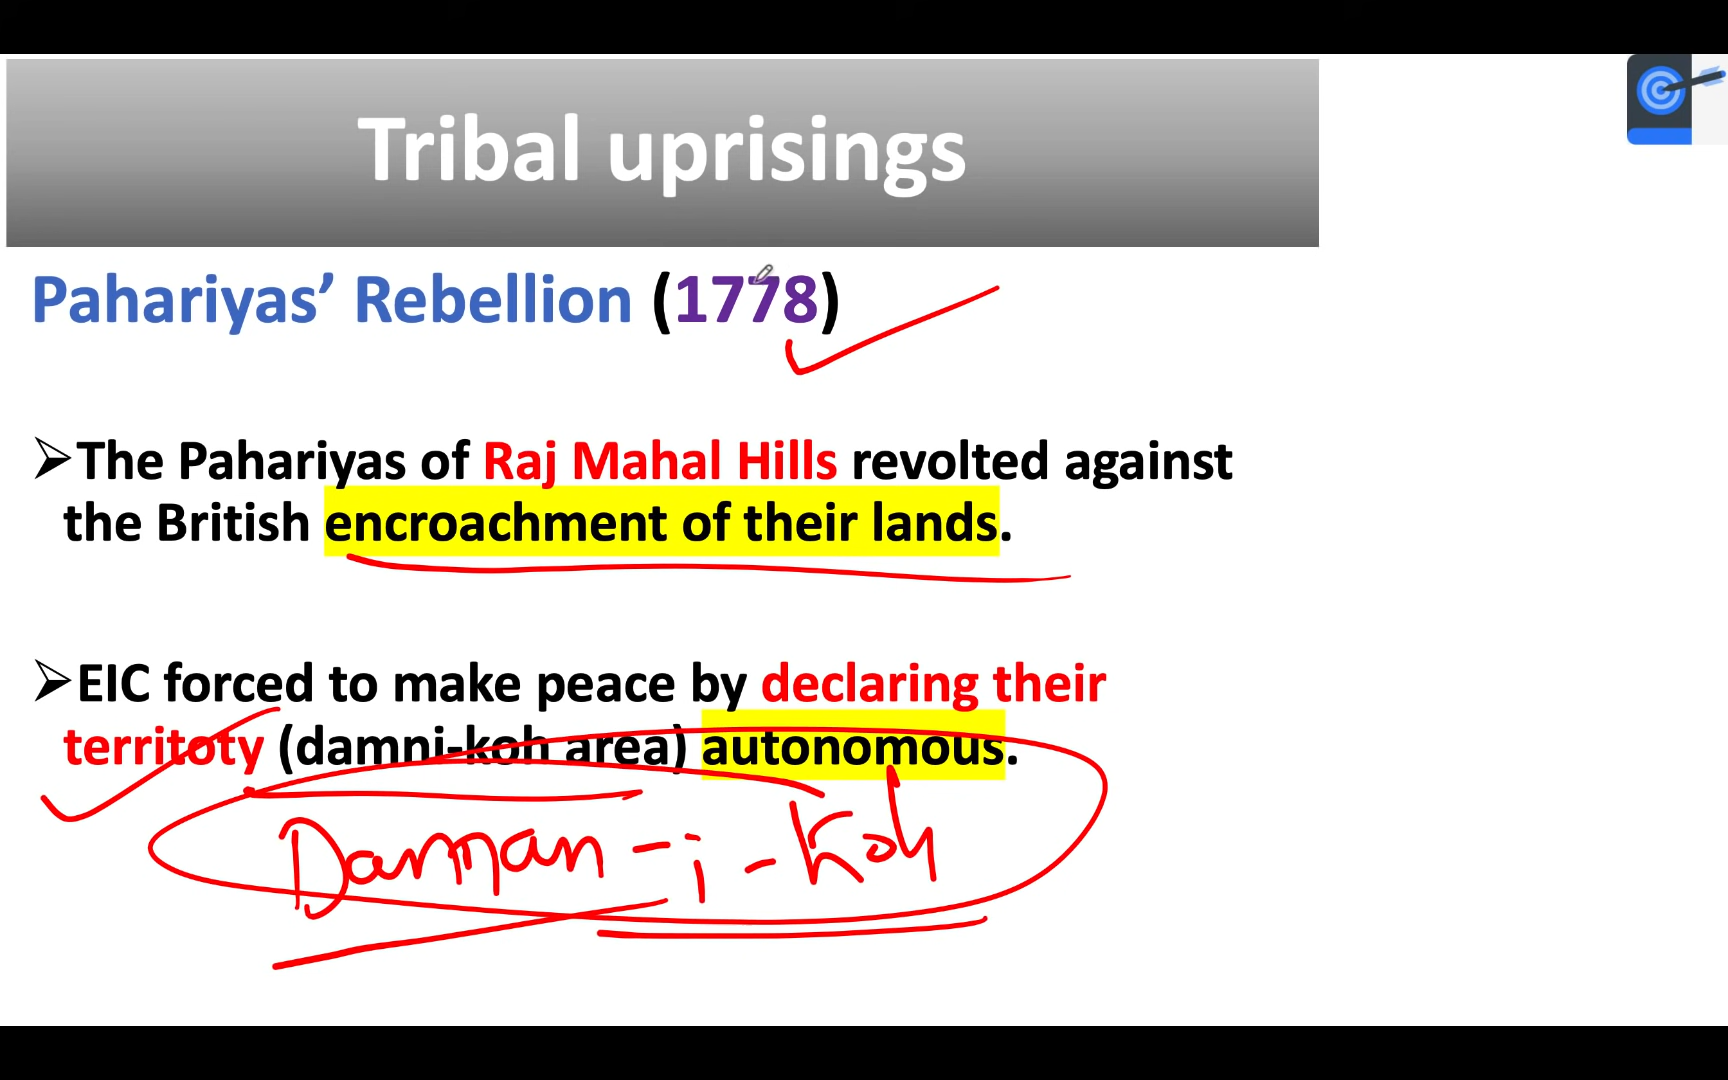 Tribal uprisings
Pahariyas’ Rebellion (1778)
➢The Pahariyas of Raj Mahal Hills revolted against
the British encroachment of their lands.
➢EIC forced to make peace by declaring their
territoty (damni-koh area) autonomous.
Daman-i-Koh